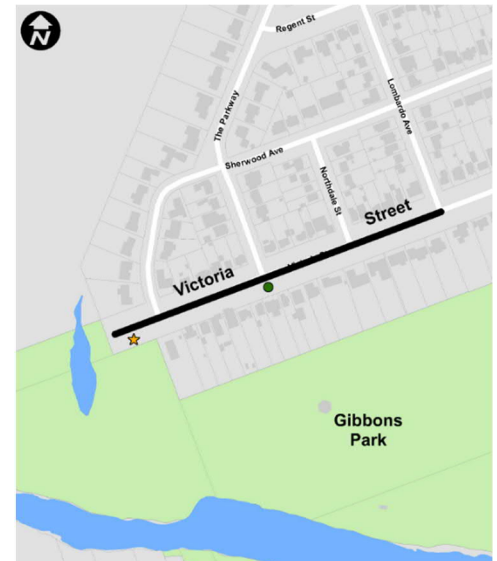 N
Regent St
The Parkway
Lombardo Ave
Sherwood Ave
Northdale St
Street
Victoria
Gibbons
Park